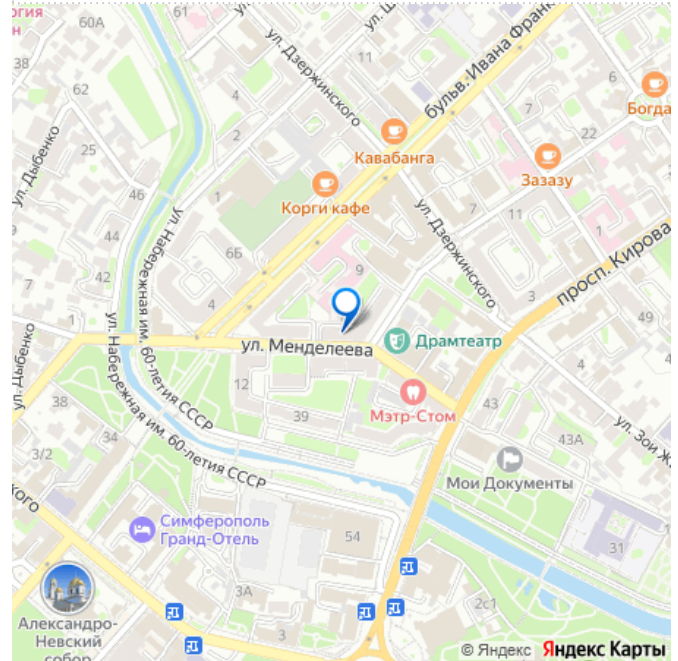 огия
н
60А
61
ул. Ш
ул. Дзержинского
бульв. Ивана Франк
38
62
4
2
22
Богда
Кавабанга
25
ул. Дыбенко
46
1
7
6
11
Зазазу
Корги кафе
11
44
6Б
9
ул. Дзержинского
просп. Кирова
42
ул. Набережная им. 60-летия СССР
4
3
ул. Менделеева
Драмтеатр
49
ул. Дыбенко
12
Мэтр-Стом
38
39
43
34
43А
ул. Зои Ж
3/2
ул. Набережная им. 60-летия СССР
Мои Документы
кого
Симферополь
Гранд-Отель
54
31
3А
2с1
3
Александро-
Невский
собор
© Яндекс Яндекс Карты